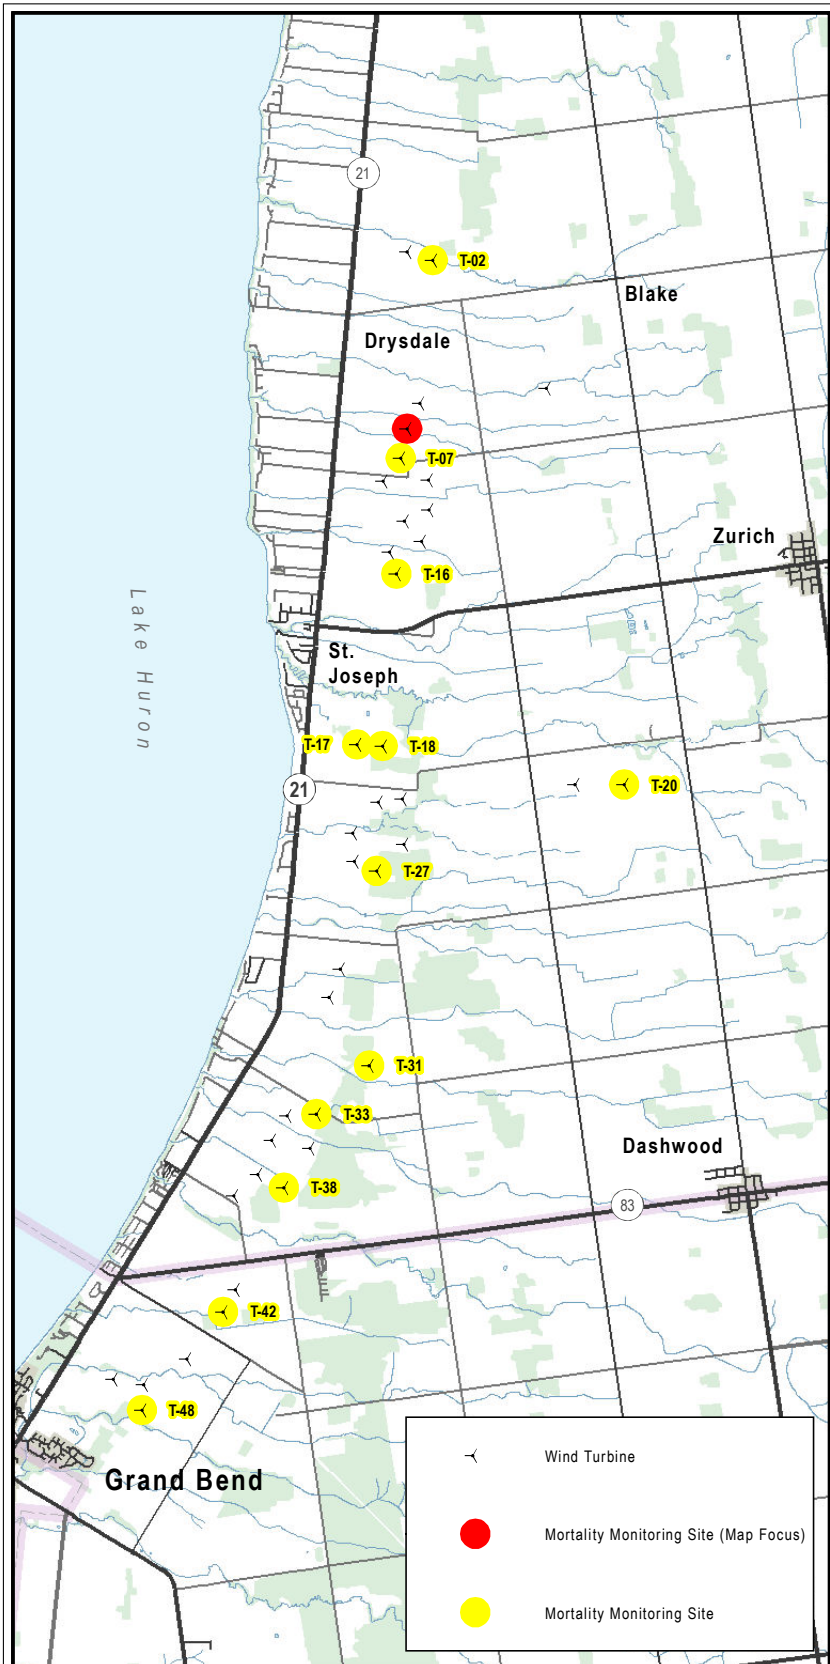 21
T-02
Blake
Drysdale
T-07
Zurich
T-16
Lake Huron
St.
Joseph
T-17
T-18
21
T-20
T-27
T-31
T-33
Dashwood
T-38
83
T-42
T-48
Grand Bend
Wind Turbine
Mortality Monitoring Site (Map Focus)
Mortality Monitoring Site